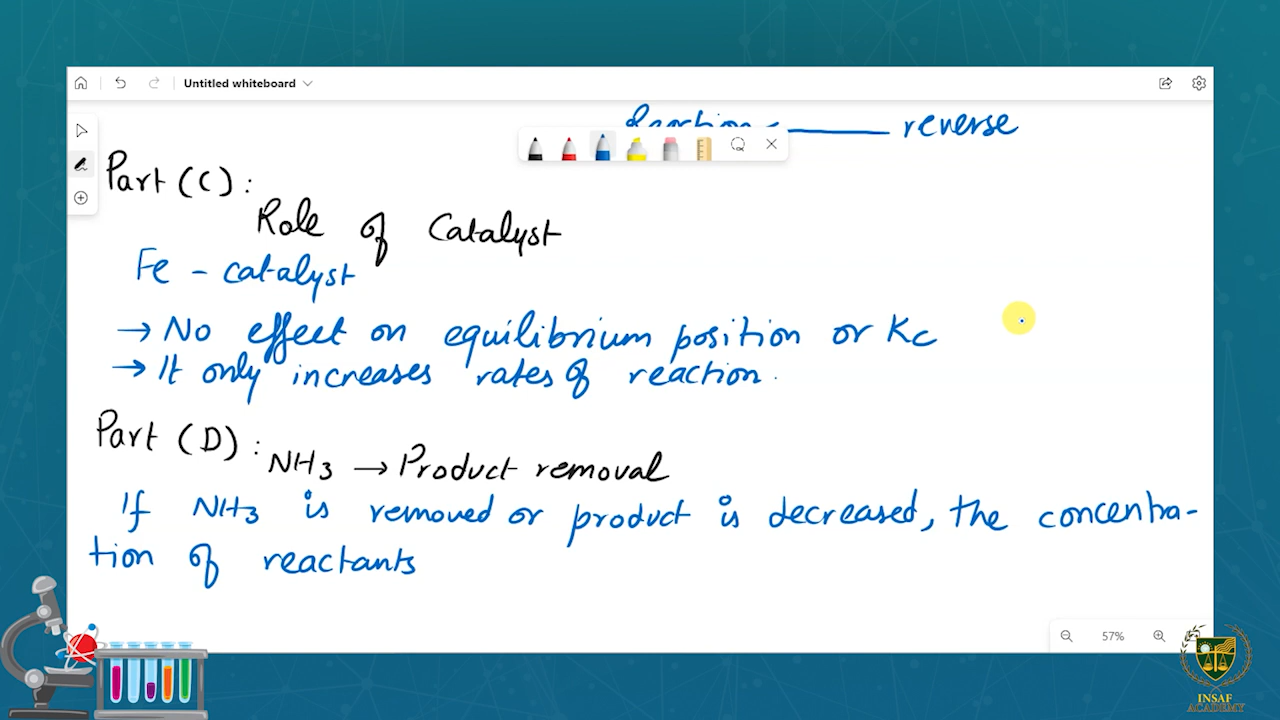 Untitled whiteboard
reverse
Part (C):
Role of Catalyst
Fe - catalyst
→ No effect on equilibrium position or Kc
→ It only increases rates of reaction.
Part (D):
NH3 → Product removal
If NH3 is removed or product is decreased, the concentra-
tion of reactants
57%
INSAF
ACADEMY